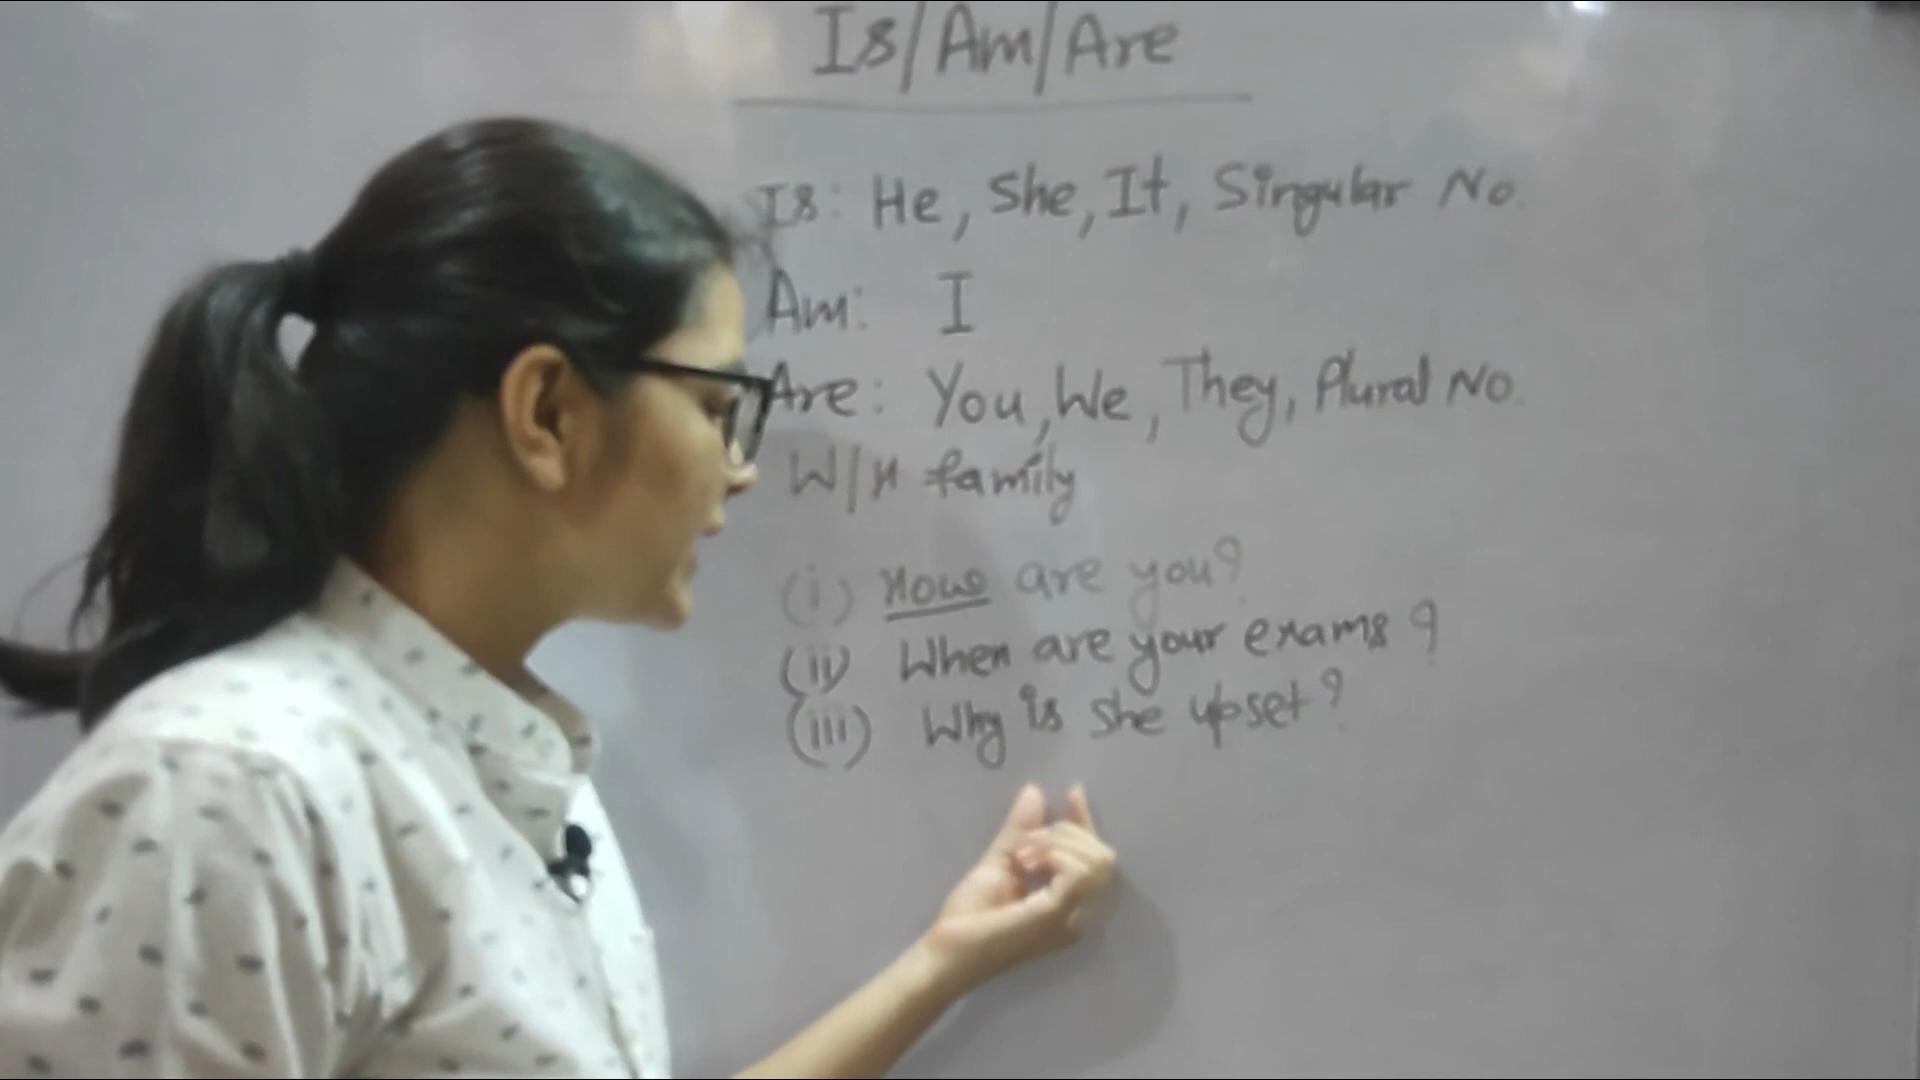 Is/Am/Are
Is: He, She, It, Singular No.
Am: I
Are: You, We, They, Plural No.
W/H family
(i) How are you?
(ii) When are your exams?
(iii) Why is she upset?